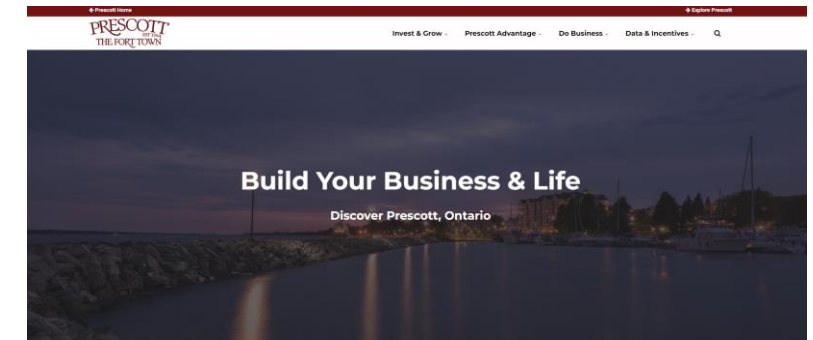 Prescott Home
Explore Prescott
PRESCOTT
EST 1784
THE FORT TOWN
Invest & Grow
Prescott Advantage
Do Business
Data & Incentives
Build Your Business & Life
Discover Prescott, Ontario